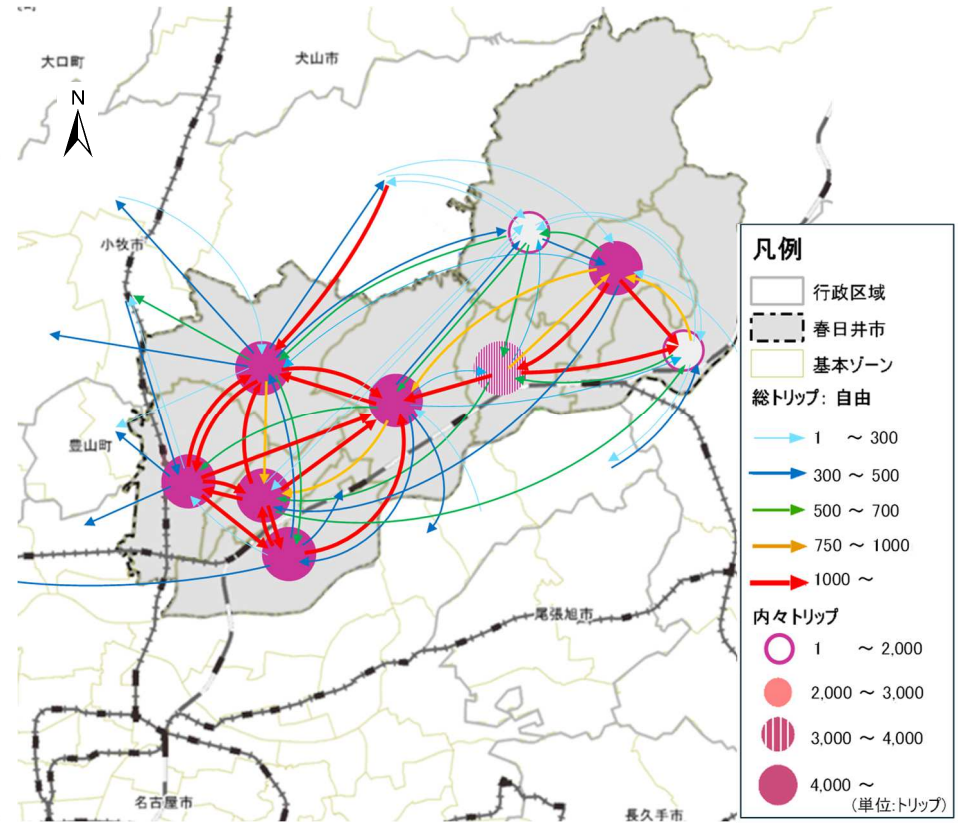 大口町
犬山市
N
小牧市
豊山町
尾張旭市
名古屋市
長久手市
凡例
行政区域
春日井市
基本ゾーン
総トリップ: 自由
1 ～ 300
300 ～ 500
500 ～ 700
750 ～ 1000
1000 ～
内々トリップ
1 ～ 2,000
2,000 ～ 3,000
3,000 ～ 4,000
4,000 ～
(単位:トリップ)